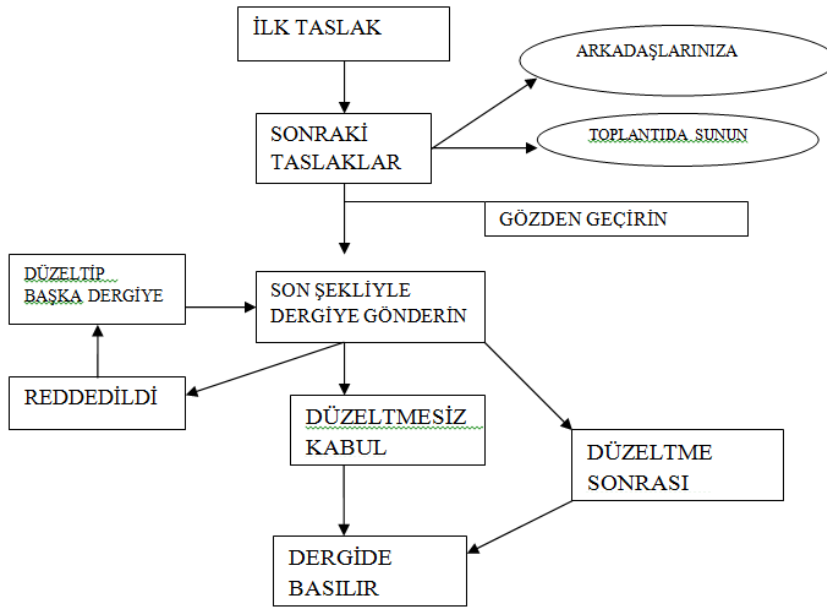 İLK TASLAK
ARKADAŞLARINIZA
SONRAKİ
TASLAKLAR
TOPLANTIDA SUNUN
GÖZDEN GEÇİRİN
DÜZELTİP
BAŞKA DERGİYE
SON ŞEKLİYLE
DERGİYE GÖNDERİN
REDDEDİLDİ
DÜZELTMESİZ
KABUL
DÜZELTME
SONRASI
DERGİDE
BASILIR